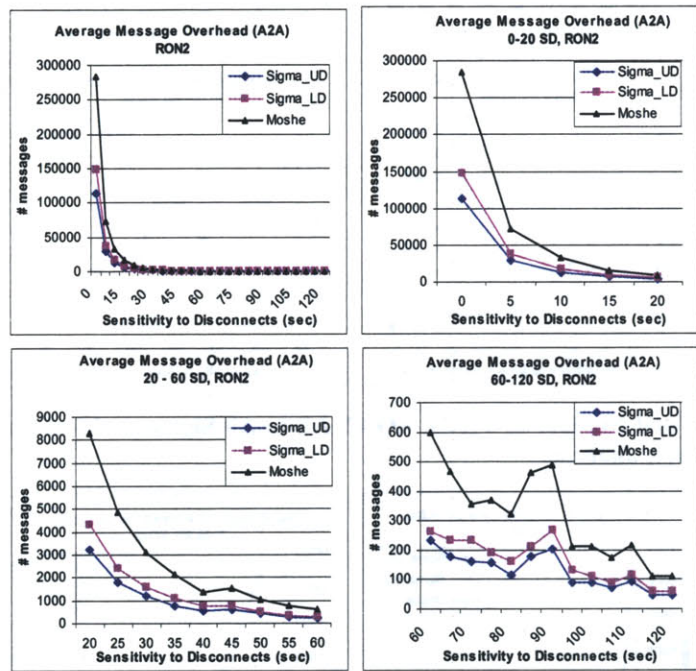 Average Message Overhead (A2A)
RON2
300000
250000
200000
150000
100000
50000
0
# messages
Sigma_UD
Sigma_LD
Moshe
0
15
30
45
60
75
90
105
120
Sensitivity to Disconnects (sec)
Average Message Overhead (A2A)
0-20 SD, RON2
300000
250000
200000
150000
100000
50000
0
# messages
Sigma_UD
Sigma_LD
Moshe
0 5 10 15 20
Sensitivity to Disconnects (sec)
Average Message Overhead (A2A)
20 - 60 SD, RON2
9000
8000
7000
6000
5000
4000
3000
2000
1000
0
# messages
Sigma_UD
Sigma_LD
Moshe
20 25 30 35 40 45 50 55 60
Sensitivity to Disconnects (sec)
Average Message Overhead (A2A)
60-120 SD, RON2
700
600
500
400
300
200
100
0
# messages
Sigma_UD
Sigma_LD
Moshe
60
70
80
90
100
110
120
Sensitivity to Disconnects (sec)